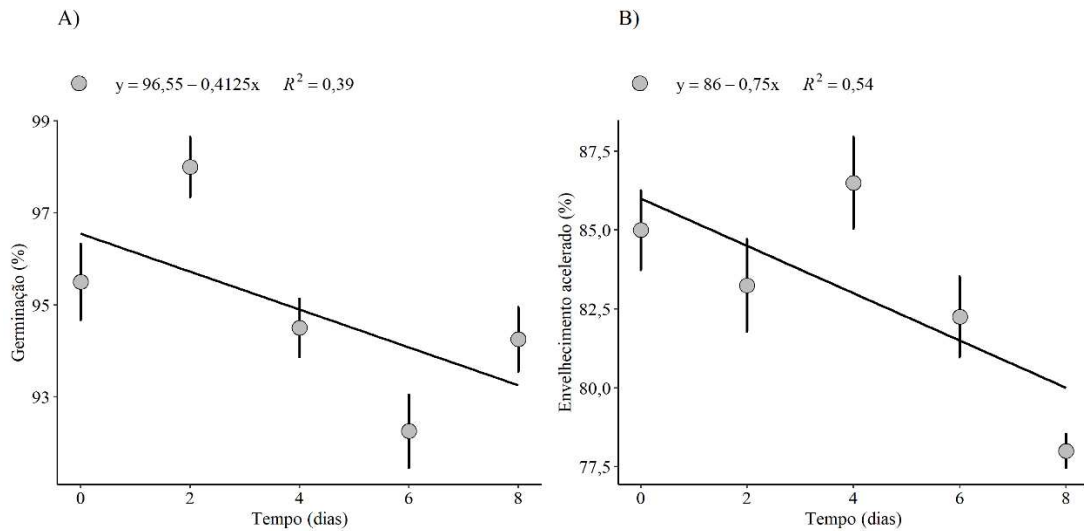 A)
y = 96,55 − 0,4125x R² = 0,39
99
97
95
93
Germinação (%)
0 2 4 6 8
Tempo (dias)
B)
y = 86 − 0,75x R² = 0,54
87,5
85,0
82,5
80,0
77,5
Envelhecimento acelerado (%)
0 2 4 6 8
Tempo (dias)